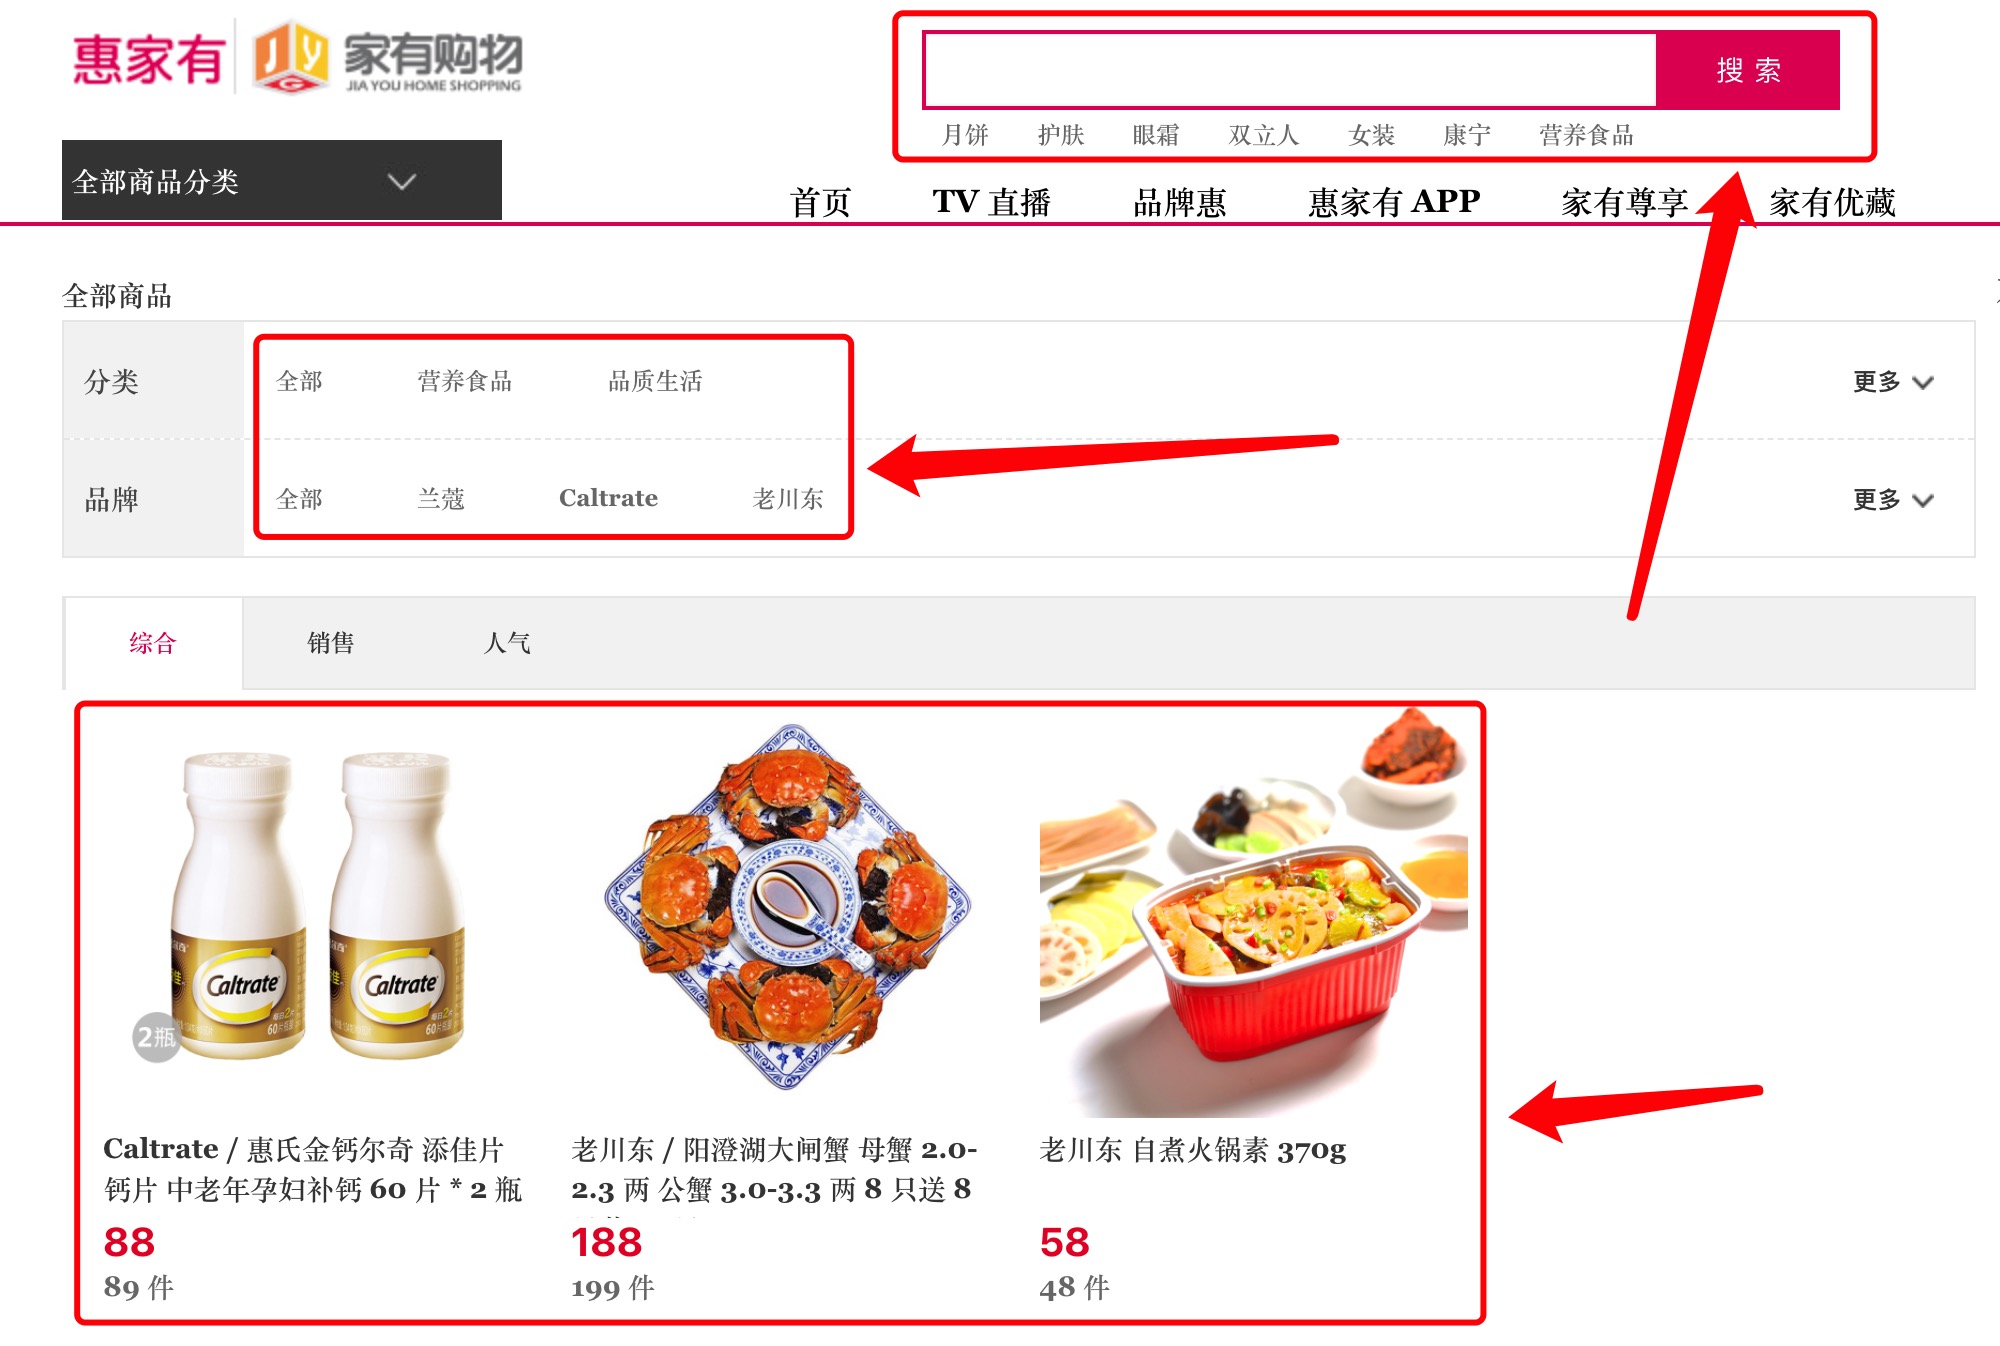 惠家有
JYG 家有购物
JIA YOU HOME SHOPPING
搜 索
月饼 护肤 眼霜 双立人 女装 康宁 营养食品
全部商品分类
首页 TV 直播 品牌惠 惠家有 APP 家有尊享 家有优藏
全部商品
分类 全部 营养食品 品质生活 更多
品牌 全部 兰蔻 Caltrate 老川东 更多
综合 销售 人气
Caltrate Caltrate
2瓶
60片 60片
Caltrate / 惠氏金钙尔奇 添佳片
钙片 中老年孕妇补钙 60 片 * 2 瓶
88
89 件
老川东 / 阳澄湖大闸蟹 母蟹 2.0-
2.3 两 公蟹 3.0-3.3 两 8 只送 8
188
199 件
老川东 自煮火锅素 370g
58
48 件